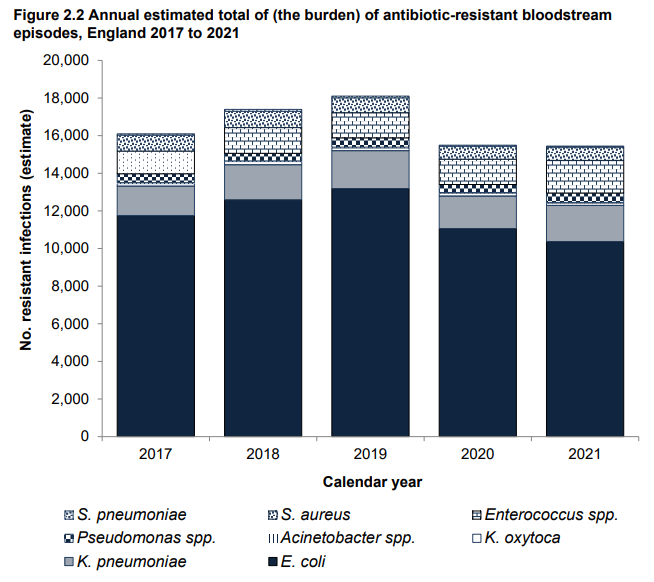 Figure 2.2 Annual estimated total of (the burden) of antibiotic-resistant bloodstream
episodes, England 2017 to 2021
20,000
18,000
16,000
14,000
12,000
10,000
8,000
6,000
4,000
2,000
0
No. resistant infections (estimate)
2017 2018 2019 2020 2021
Calendar year
S. pneumoniae S. aureus Enterococcus spp.
Pseudomonas spp. Acinetobacter spp. K. oxytoca
K. pneumoniae E. coli